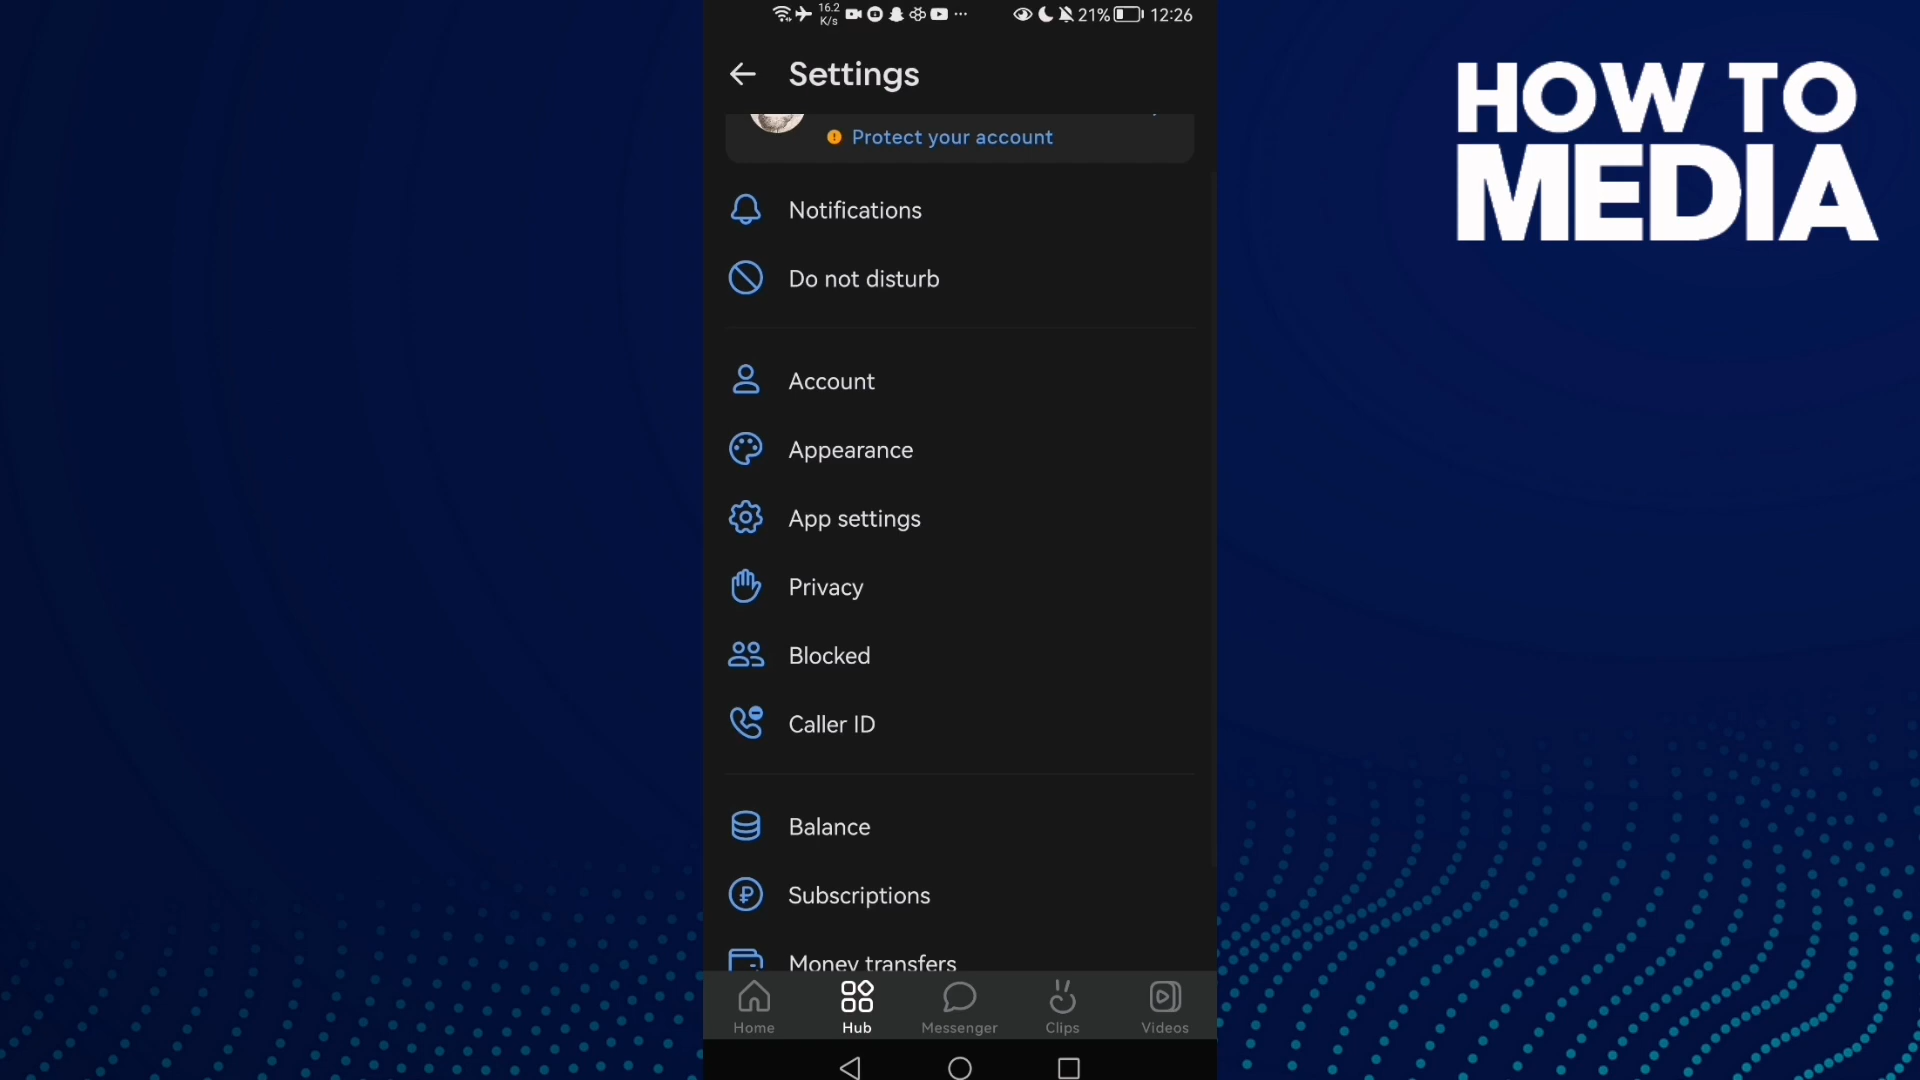 16.2
K/s
21%
12:26
HOW TO
MEDIA
Settings
Protect your account
Notifications
Do not disturb
Account
Appearance
App settings
Privacy
Blocked
Caller ID
Balance
Subscriptions
Money transfers
Home
Hub
Messenger
Clips
Videos